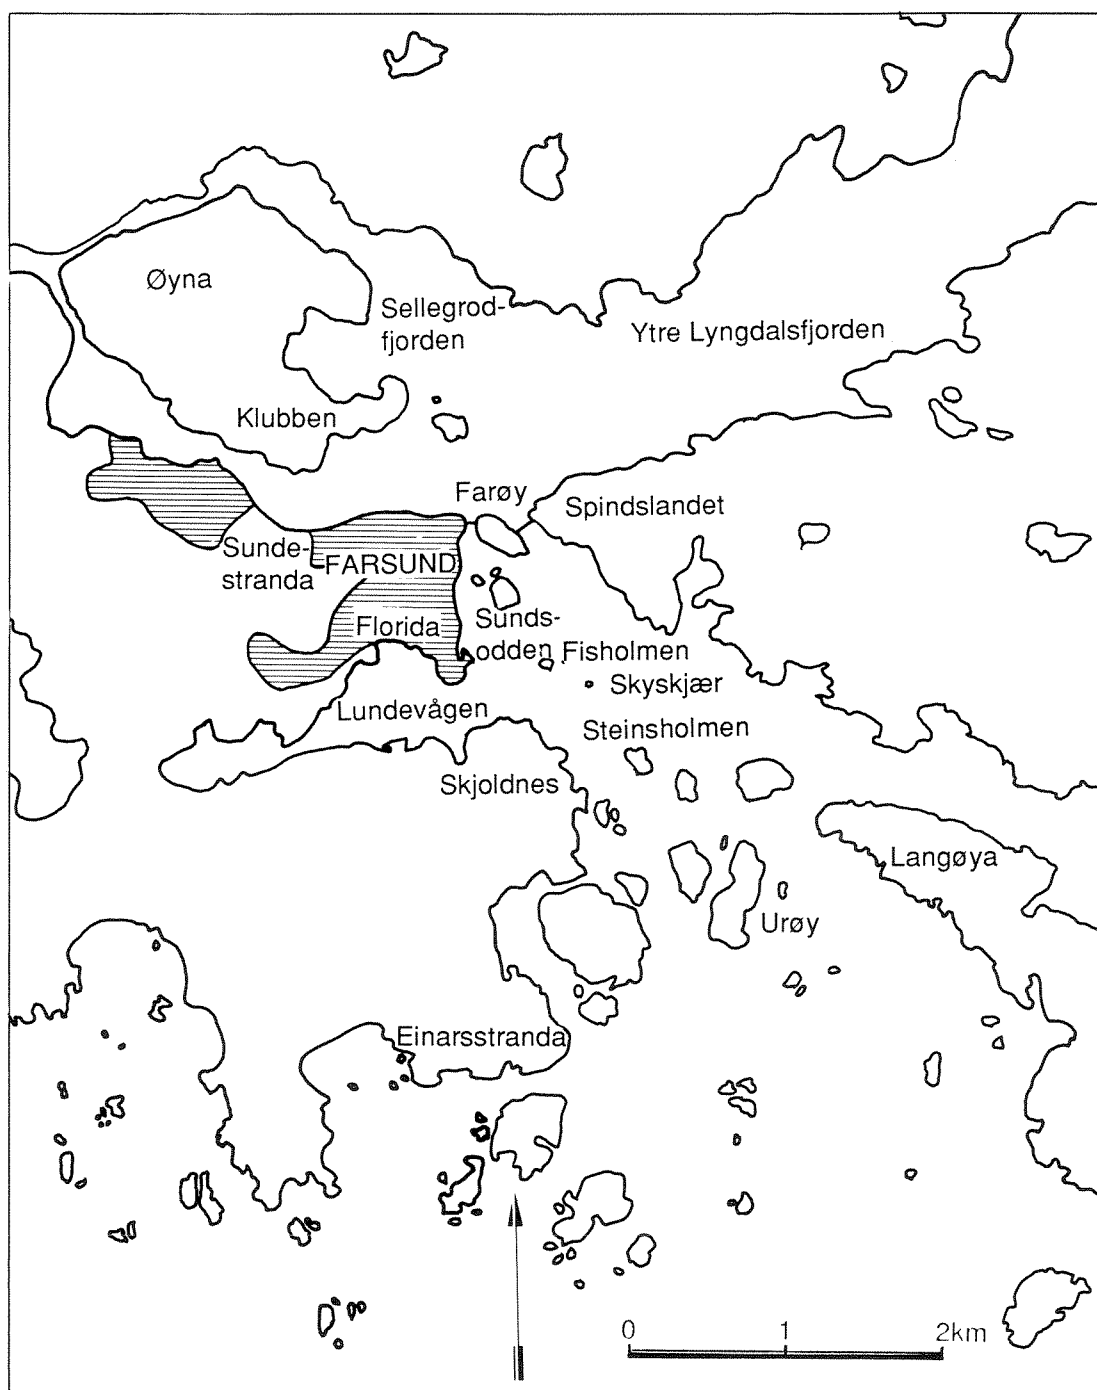 Øyna
Sellegrod-
fjorden
Ytre Lyngdalsfjorden
Klubben
Farøy
Spindslandet
Sunde-
stranda
FARSUND
Florida
Sunds-
odden
Fisholmen
Skyskjær
Lundevågen
Steinsholmen
Skjoldnes
Langøya
Urøy
Einarsstranda
0 1 2km